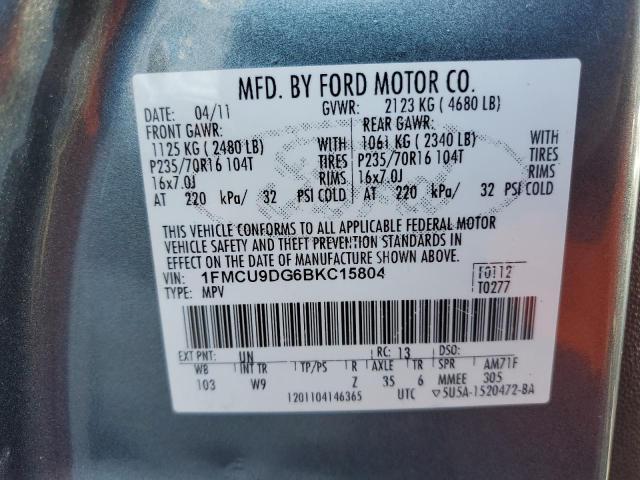 MFD. BY FORD MOTOR CO.
DATE: 04/11 GVWR: 2123 KG ( 4680 LB)
FRONT GAWR: REAR GAWR:
1125 KG ( 2480 LB) WITH 1061 KG ( 2340 LB) WITH
P235/70R16 104T TIRES P235/70R16 104T TIRES
16x7.0J RIMS 16x7.0J RIMS
AT 220 kPa/ 32 PSI COLD AT 220 kPa/ 32 PSI COLD
THIS VEHICLE CONFORMS TO ALL APPLICABLE FEDERAL MOTOR
VEHICLE SAFETY AND THEFT PREVENTION STANDARDS IN
EFFECT ON THE DATE OF MANUFACTURE SHOWN ABOVE.
VIN: 1FMCU9DG6BKC15804 F0112
TYPE: MPV T0277
EXT PNT: UN RC: 13 DSO:
WB INT TR TP/PS R AXLE TR SPR AM71F
103 W9 Z 35 6 MMEE 305
1201104146365 UTC ▽5U5A-1520472-BA